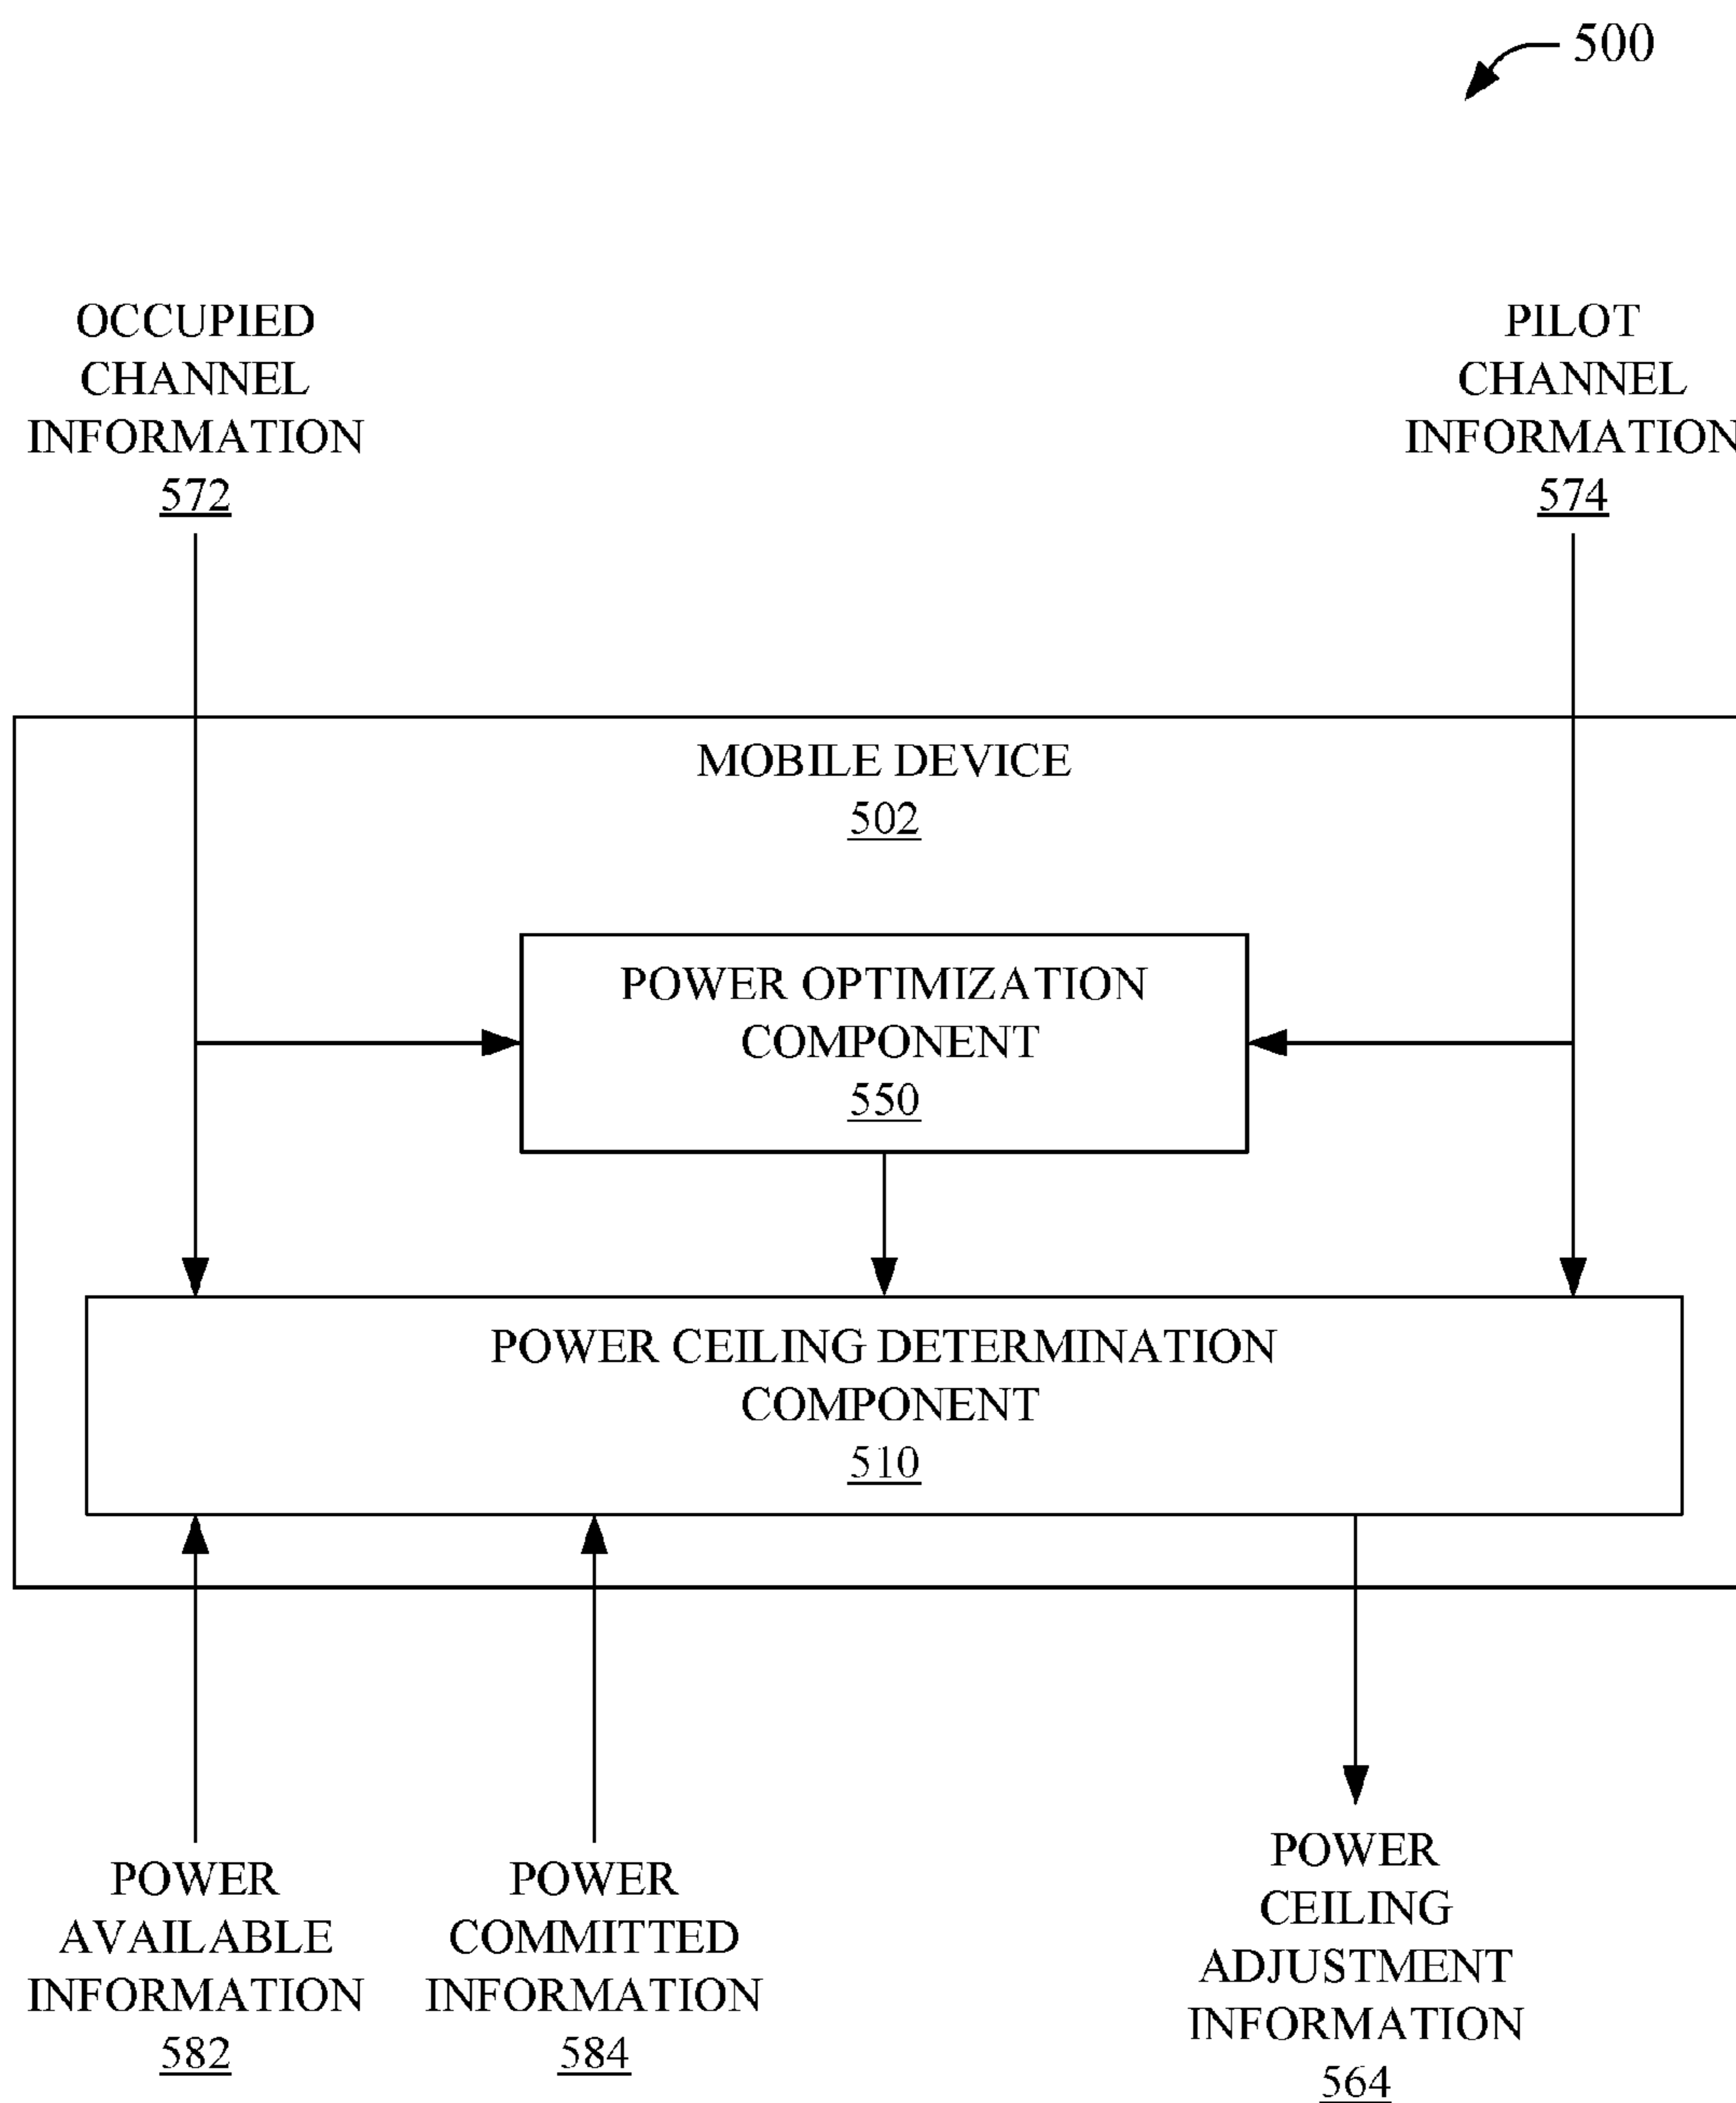 500
OCCUPIED
CHANNEL
INFORMATION
572
PILOT
CHANNEL
INFORMATION
574
MOBILE DEVICE
502
POWER OPTIMIZATION
COMPONENT
550
POWER CEILING DETERMINATION
COMPONENT
510
POWER
AVAILABLE
INFORMATION
582
POWER
COMMITTED
INFORMATION
584
POWER
CEILING
ADJUSTMENT
INFORMATION
564